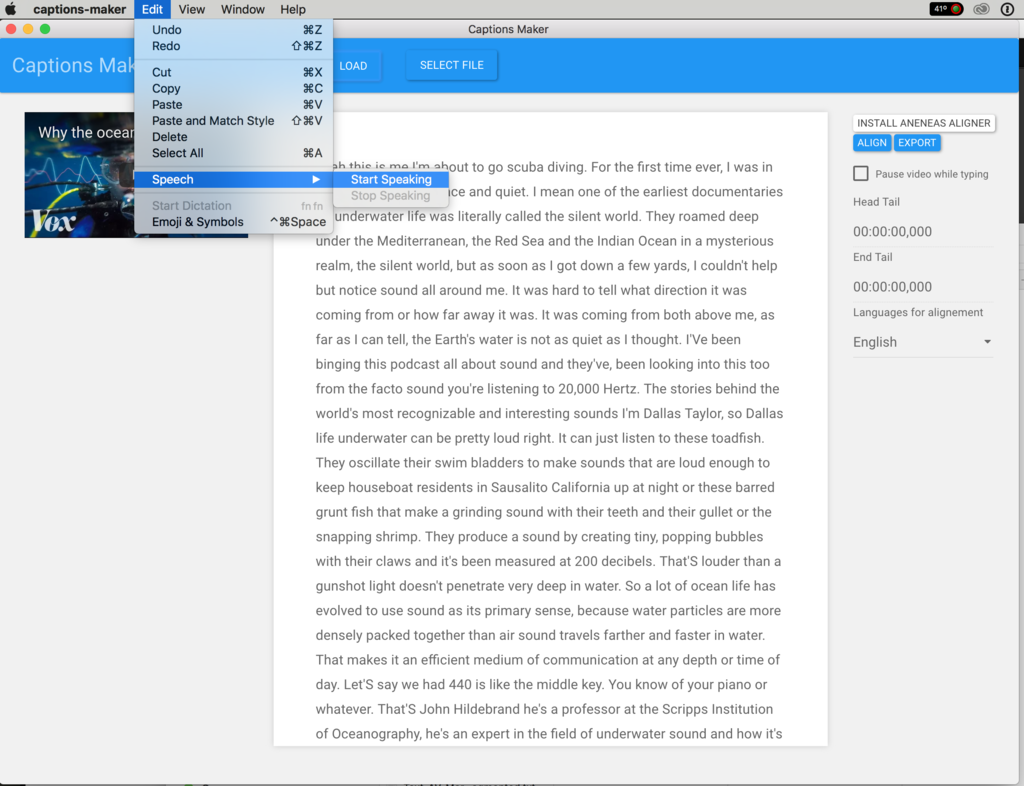 captions-maker Edit View Window Help 41°
Captions Maker
Captions Mak
LOAD
SELECT FILE
Undo ⌘Z
Redo ⇧⌘Z
Cut ⌘X
Copy ⌘C
Paste ⌘V
Paste and Match Style ⇧⌘V
Delete
Select All ⌘A
Speech ▶
Start Speaking
Stop Speaking
Start Dictation fn fn
Emoji & Symbols ^⌘Space
Why the ocean
Vox
this is me I'm about to go scuba diving. For the first time ever, I was in
and quiet. I mean one of the earliest documentaries
underwater life was literally called the silent world. They roamed deep
under the Mediterranean, the Red Sea and the Indian Ocean in a mysterious
realm, the silent world, but as soon as I got down a few yards, I couldn't help
but notice sound all around me. It was hard to tell what direction it was
coming from or how far away it was. It was coming from both above me, as
far as I can tell, the Earth's water is not as quiet as I thought. I'VE been
binging this podcast all about sound and they've, been looking into this too
from the facto sound you're listening to 20,000 Hertz. The stories behind the
world's most recognizable and interesting sounds I'm Dallas Taylor, so Dallas
life underwater can be pretty loud right. It can just listen to these toadfish.
They oscillate their swim bladders to make sounds that are loud enough to
keep houseboat residents in Sausalito California up at night or these barred
grunt fish that make a grinding sound with their teeth and their gullet or the
snapping shrimp. They produce a sound by creating tiny, popping bubbles
with their claws and it's been measured at 200 decibels. That'S louder than a
gunshot light doesn't penetrate very deep in water. So a lot of ocean life has
evolved to use sound as its primary sense, because water particles are more
densely packed together than air sound travels farther and faster in water.
That makes it an efficient medium of communication at any depth or time of
day. Let'S say we had 440 is like the middle key. You know of your piano or
whatever. That'S John Hildebrand he's a professor at the Scripps Institution
of Oceanography, he's an expert in the field of underwater sound and how it's
INSTALL ANENEAS ALIGNER
ALIGN EXPORT
Pause video while typing
Head Tail
00:00:00,000
End Tail
00:00:00,000
Languages for alignement
English